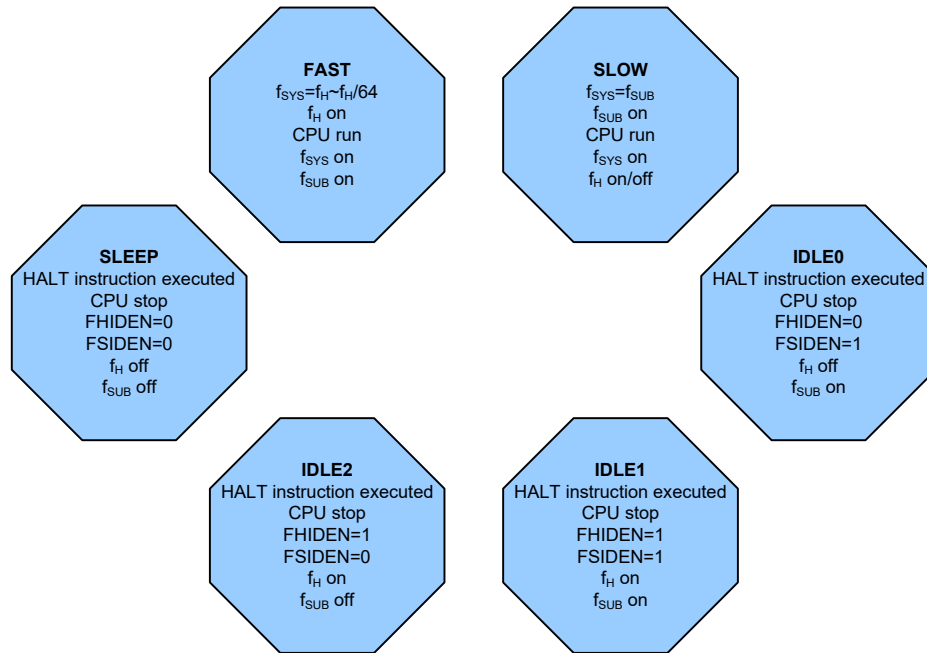 FAST
fSYS=fH~fH/64
fH on
CPU run
fSYS on
fSUB on
SLOW
fSYS=fSUB
fSUB on
CPU run
fSYS on
fH on/off
SLEEP
HALT instruction executed
CPU stop
FHIDEN=0
FSIDEN=0
fH off
fSUB off
IDLE0
HALT instruction executed
CPU stop
FHIDEN=0
FSIDEN=1
fH off
fSUB on
IDLE2
HALT instruction executed
CPU stop
FHIDEN=1
FSIDEN=0
fH on
fSUB off
IDLE1
HALT instruction executed
CPU stop
FHIDEN=1
FSIDEN=1
fH on
fSUB on